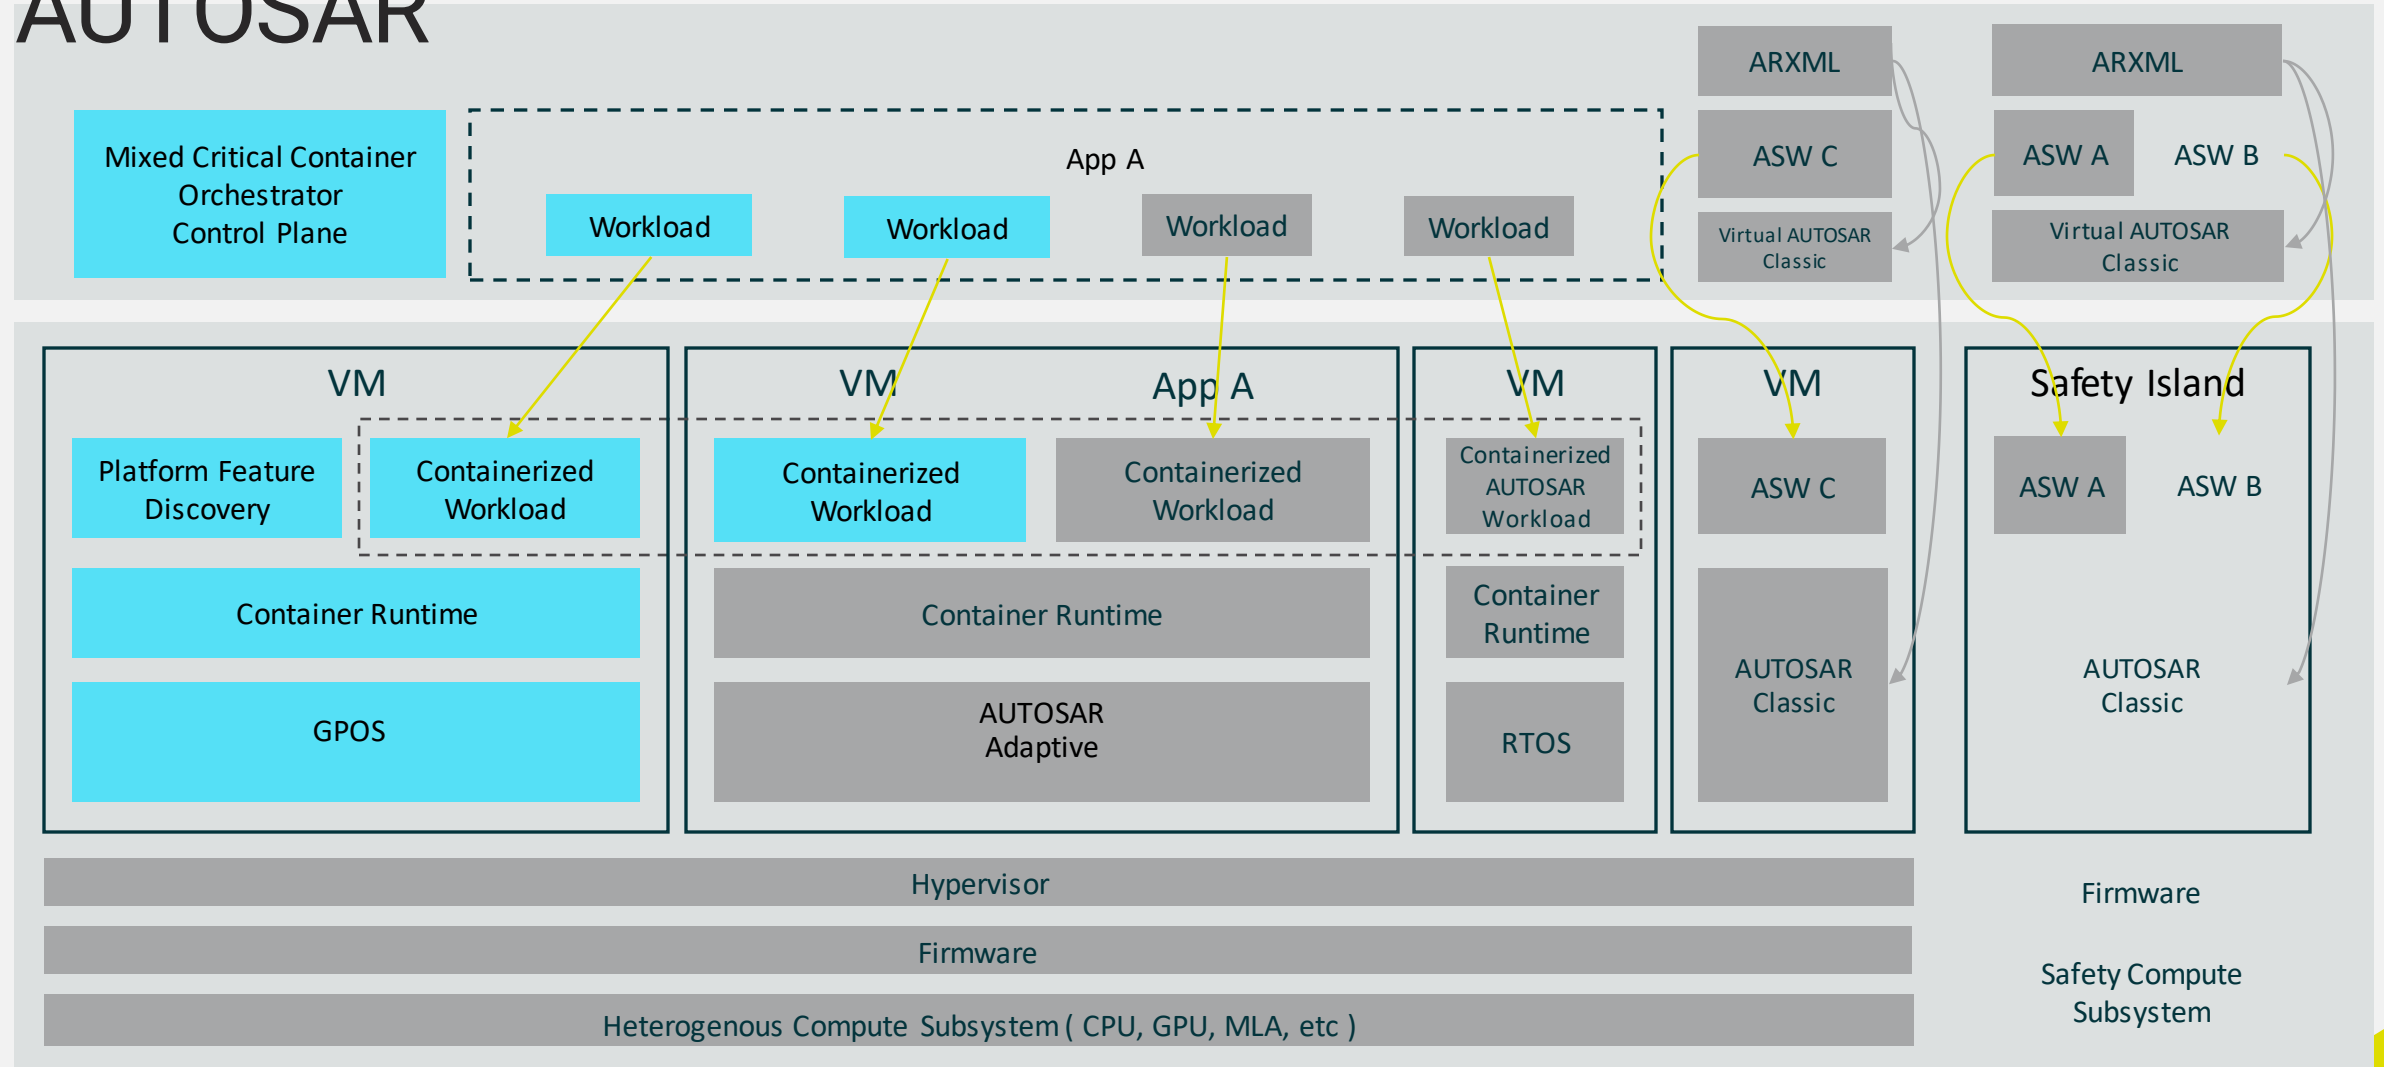 AUTOSAR
ARXML
ARXML
Mixed Critical Container
Orchestrator
Control Plane
App A
ASW C
ASW A
ASW B
Workload
Workload
Workload
Workload
Virtual AUTOSAR
Classic
Virtual AUTOSAR
Classic
VM
VM
App A
VM
VM
Safety Island
Platform Feature
Discovery
Containerized
Workload
Containerized
Workload
Containerized
Workload
Containerized
AUTOSAR
Workload
ASW C
ASW A
ASW B
Container Runtime
Container Runtime
Container
Runtime
AUTOSAR
Classic
AUTOSAR
Classic
GPOS
AUTOSAR
Adaptive
RTOS
Hypervisor
Firmware
Firmware
Safety Compute
Subsystem
Heterogenous Compute Subsystem ( CPU, GPU, MLA, etc )